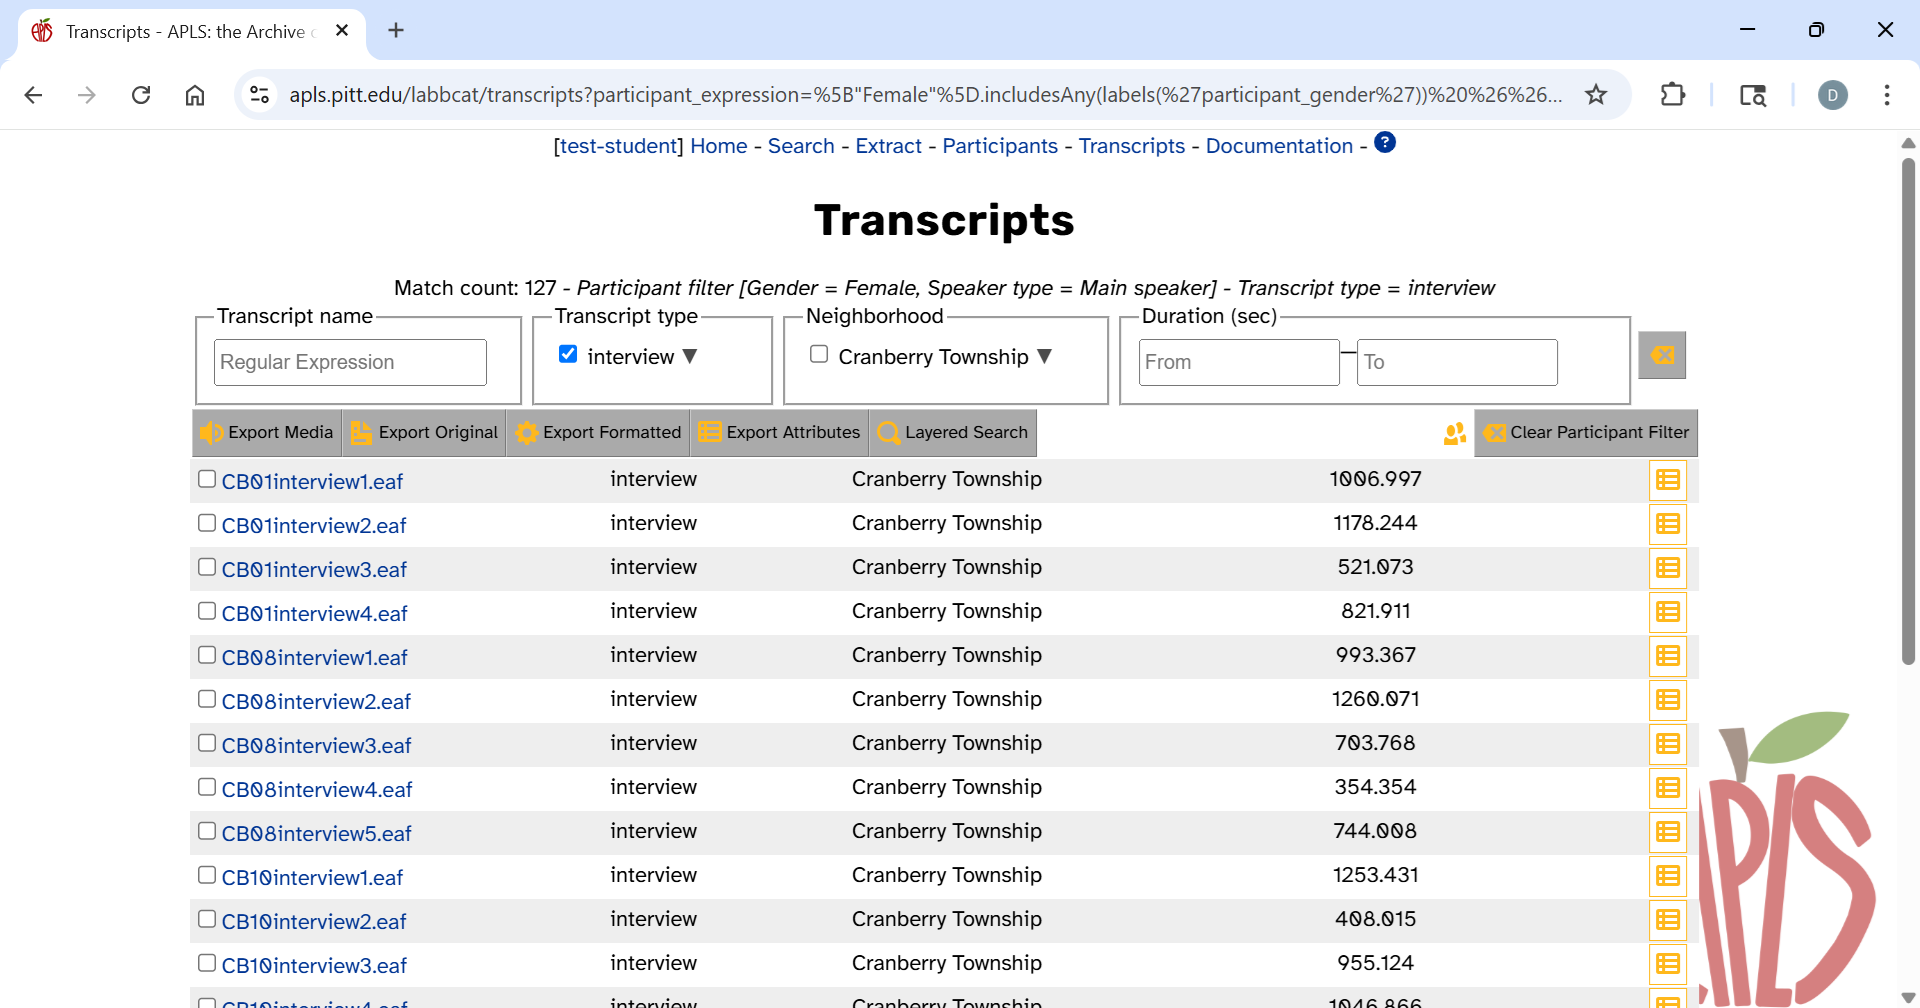 Transcripts - APLS: the Archive
apls.pitt.edu/labbcat/transcripts?participant_expression=%5B"Female"%5D.includesAny(labels(%27participant_gender%27))%20%26%26...
D
[test-student] Home - Search - Extract - Participants - Transcripts - Documentation - ?
Transcripts
Match count: 127 - Participant filter [Gender = Female, Speaker type = Main speaker] - Transcript type = interview
Transcript name Transcript type Neighborhood Duration (sec)
Regular Expression interview ▼ Cranberry Township ▼ From – To
Export Media Export Original Export Formatted Export Attributes Layered Search Clear Participant Filter
CB01interview1.eaf interview Cranberry Township 1006.997
CB01interview2.eaf interview Cranberry Township 1178.244
CB01interview3.eaf interview Cranberry Township 521.073
CB01interview4.eaf interview Cranberry Township 821.911
CB08interview1.eaf interview Cranberry Township 993.367
CB08interview2.eaf interview Cranberry Township 1260.071
CB08interview3.eaf interview Cranberry Township 703.768
CB08interview4.eaf interview Cranberry Township 354.354
CB08interview5.eaf interview Cranberry Township 744.008
CB10interview1.eaf interview Cranberry Township 1253.431
CB10interview2.eaf interview Cranberry Township 408.015
CB10interview3.eaf interview Cranberry Township 955.124
CB10interview4.eaf interview Cranberry Township 1046.866
APLS